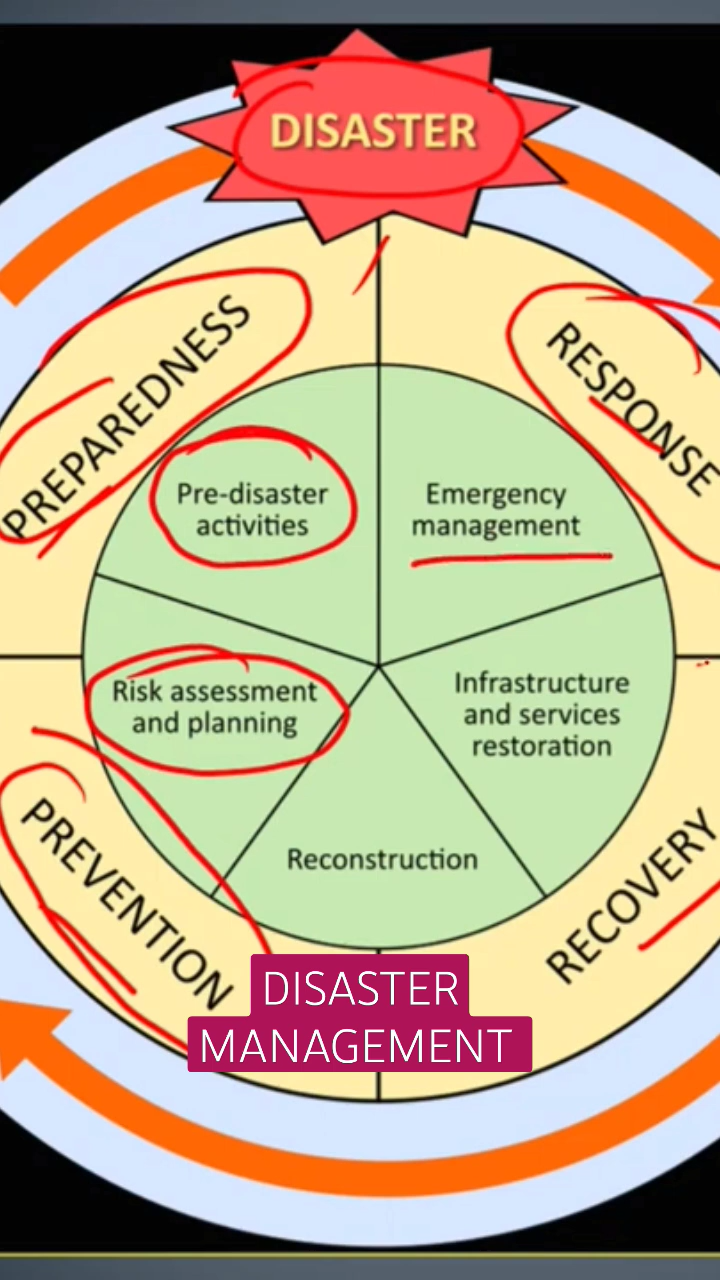 DISASTER
PREPAREDNESS
RESPONSE
Pre-disaster
activities
Emergency
management
Risk assessment
and planning
Infrastructure
and services
restoration
Reconstruction
PREVENTION
RECOVERY
DISASTER
MANAGEMENT